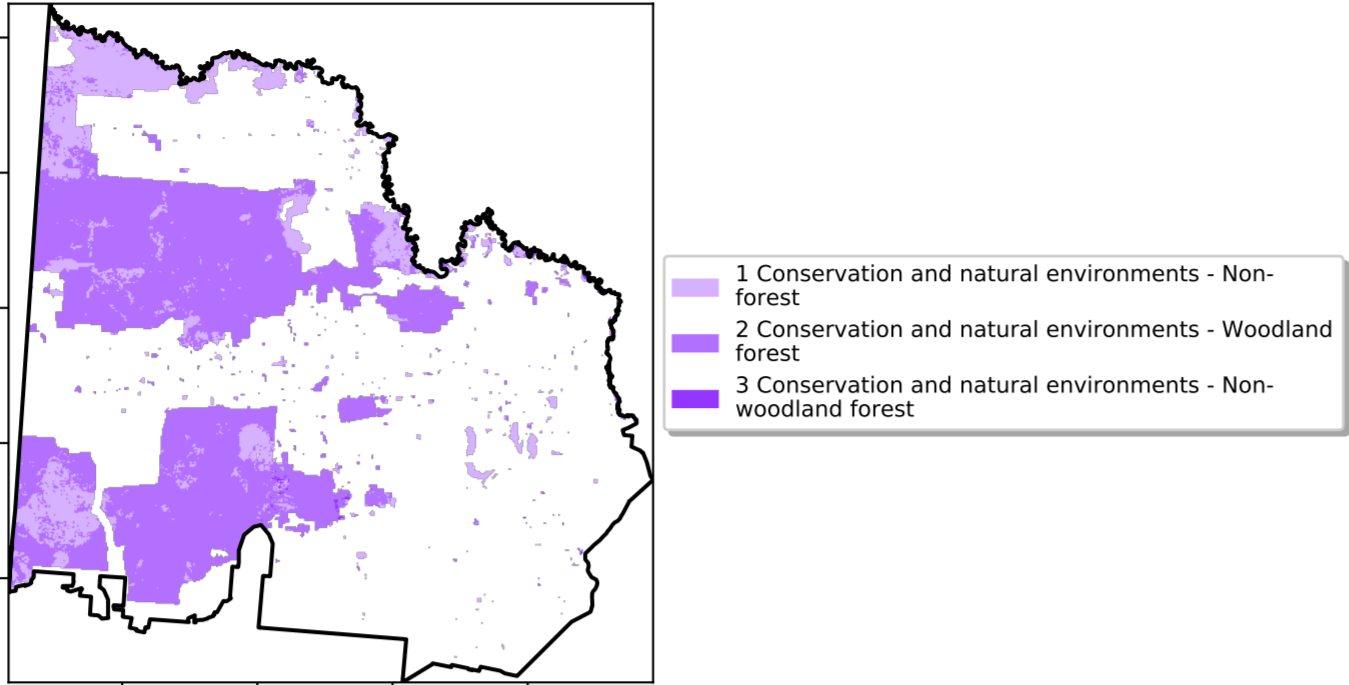 1 Conservation and natural environments - Non-
forest
2 Conservation and natural environments - Woodland
forest
3 Conservation and natural environments - Non-
woodland forest